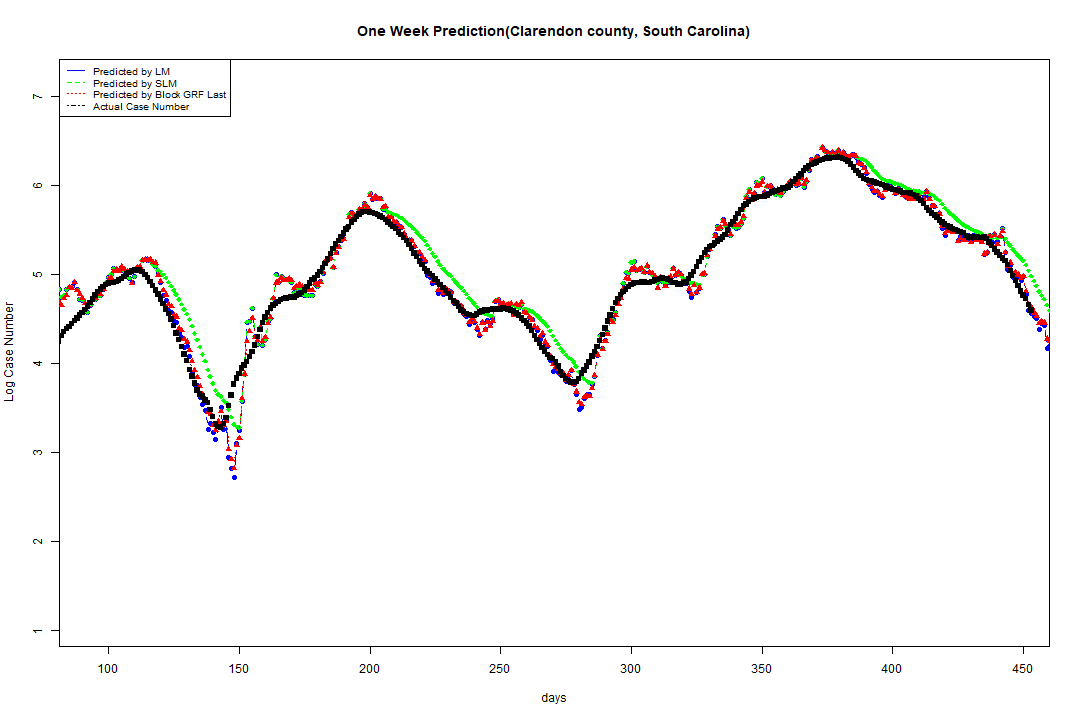 One Week Prediction(Clarendon county, South Carolina)
Predicted by LM
Predicted by SLM
Predicted by Block GRF Last
Actual Case Number
7
6
5
4
3
2
1
Log Case Number
100 150 200 250 300 350 400 450
days